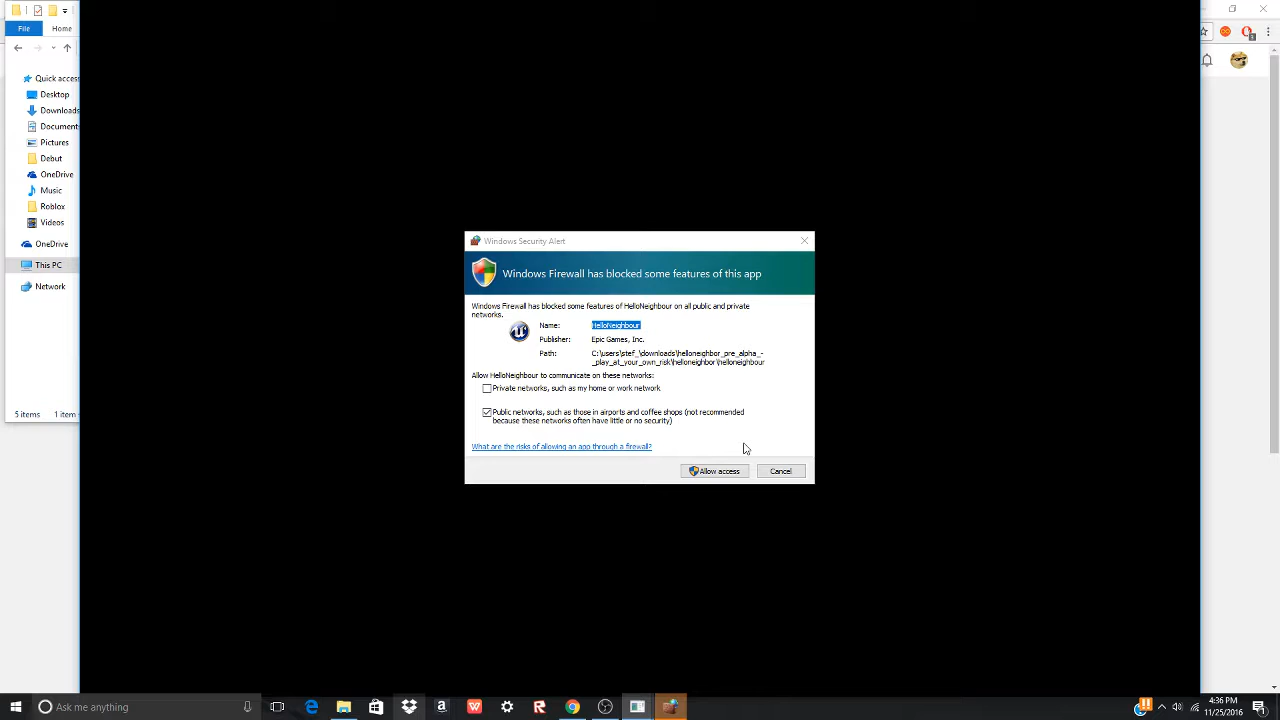 File
Home
Quick access
Desktop
Downloads
Documents
Pictures
Debut
OneDrive
Music
Roblox
Videos
OneDrive
This PC
Network
5 items
1 item
Windows Security Alert
Windows Firewall has blocked some features of this app
Windows Firewall has blocked some features of HelloNeighbour on all public and private
networks.
Name: HelloNeighbour
Publisher: Epic Games, Inc.
Path: C:\users\stef_\downloads\helloneighbor_pre_alpha_-
_play_at_your_own_risk\helloneighbor\helloneighbour
Allow HelloNeighbour to communicate on these networks:
Private networks, such as my home or work network
Public networks, such as those in airports and coffee shops (not recommended
because these networks often have little or no security)
What are the risks of allowing an app through a firewall?
Allow access
Cancel
Ask me anything
4:36 PM
11/25/2016